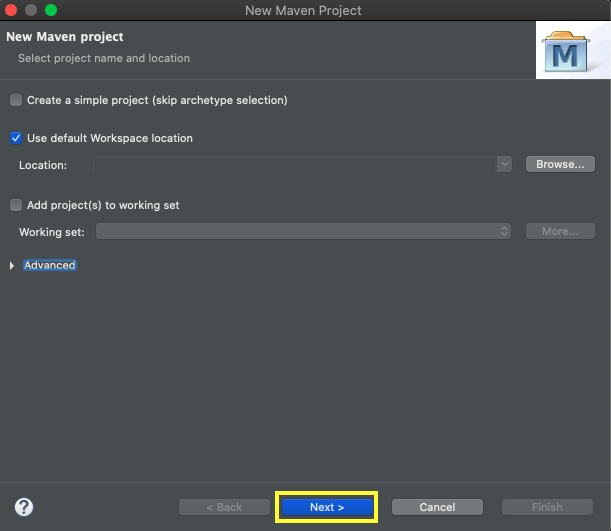 New Maven Project
New Maven project
Select project name and location
M
Create a simple project (skip archetype selection)
Use default Workspace location
Location:
Browse...
Add project(s) to working set
Working set:
More...
Advanced
?
< Back
Next >
Cancel
Finish